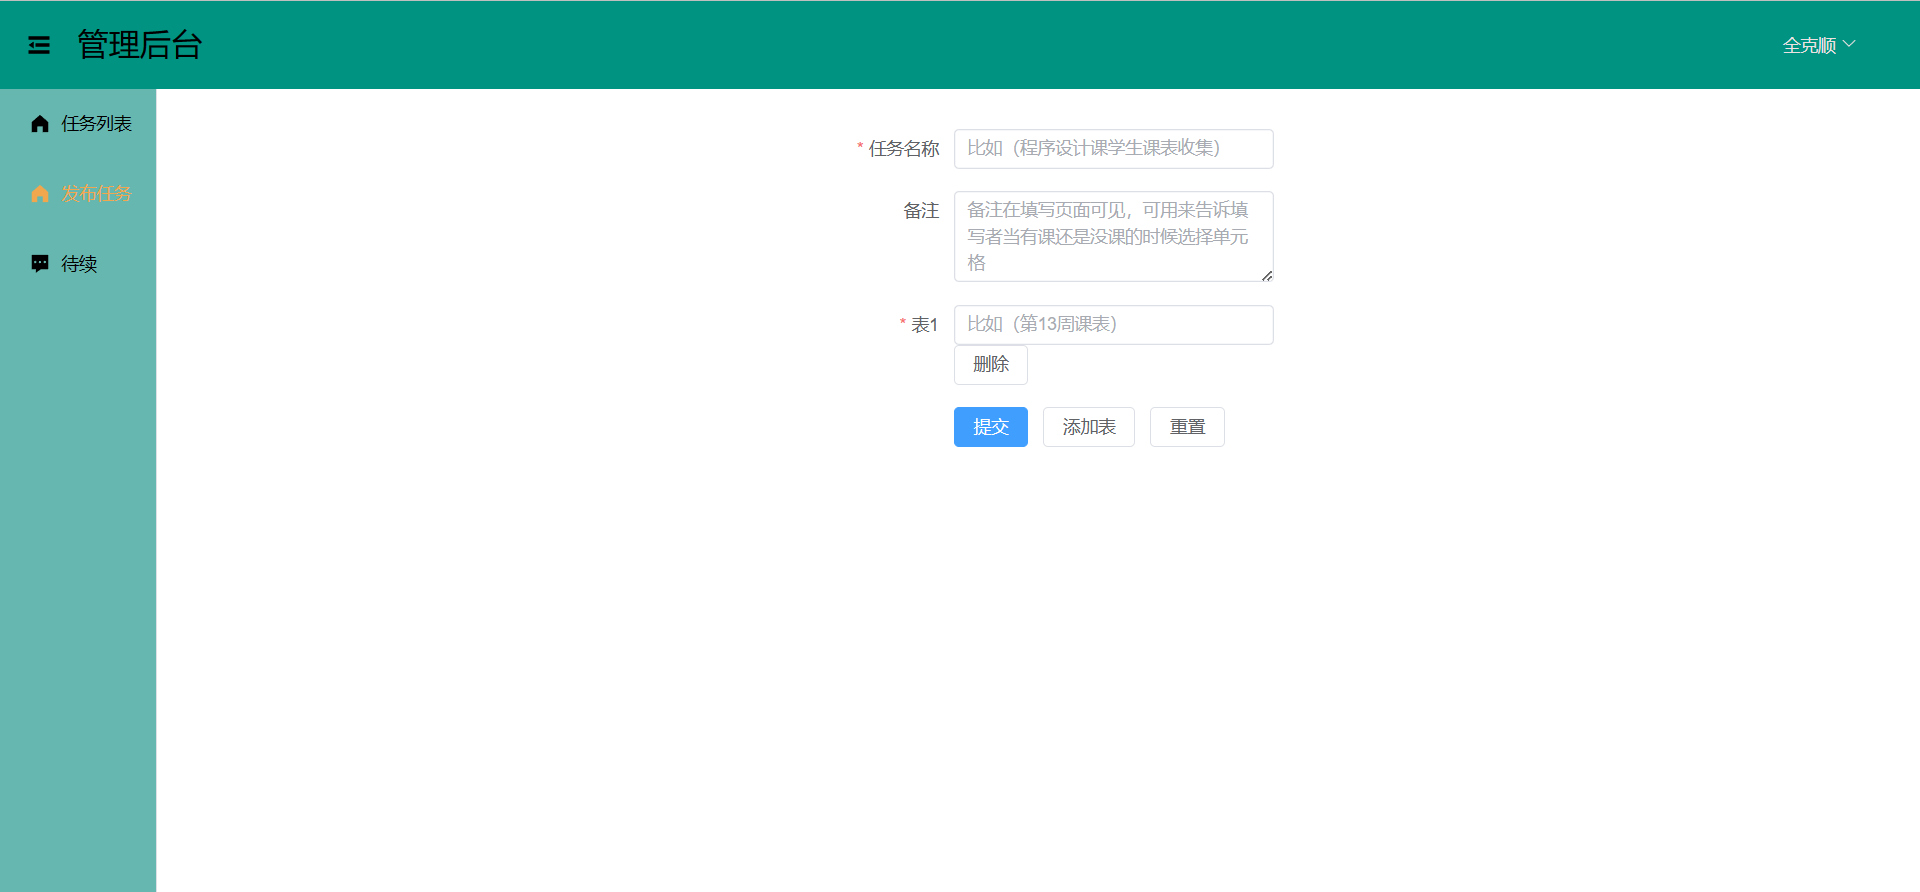 管理后台
全克顺
任务列表
发布任务
待续
* 任务名称
比如（程序设计课学生课表收集）
备注
备注在填写页面可见，可用来告诉填
写者当有课还是没课的时候选择单元
格
* 表1
比如（第13周课表）
删除
提交
添加表
重置